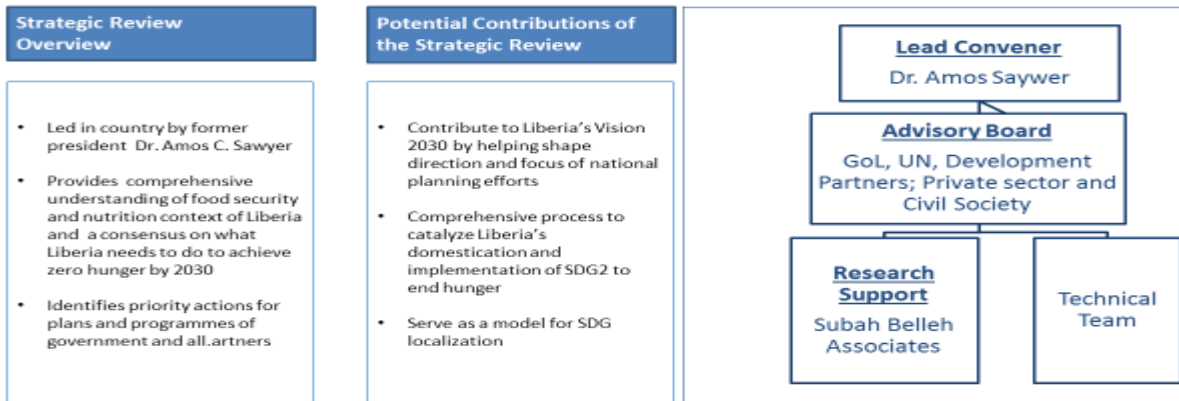 Strategic Review
Overview
• Led in country by former
president Dr. Amos C. Sawyer
• Provides comprehensive
understanding of food security
and nutrition context of Liberia
and a consensus on what
Liberia needs to do to achieve
zero hunger by 2030
• Identifies priority actions for
plans and programmes of
government and all.artners
Potential Contributions of
the Strategic Review
• Contribute to Liberia's Vision
2030 by helping shape
direction and focus of national
planning efforts
• Comprehensive process to
catalyze Liberia's
domestication and
implementation of SDG2 to
end hunger
• Serve as a model for SDG
localization
Lead Convener
Dr. Amos Saywer
Advisory Board
GoL, UN, Development
Partners; Private sector and
Civil Society
Research
Support
Subah Belleh
Associates
Technical
Team